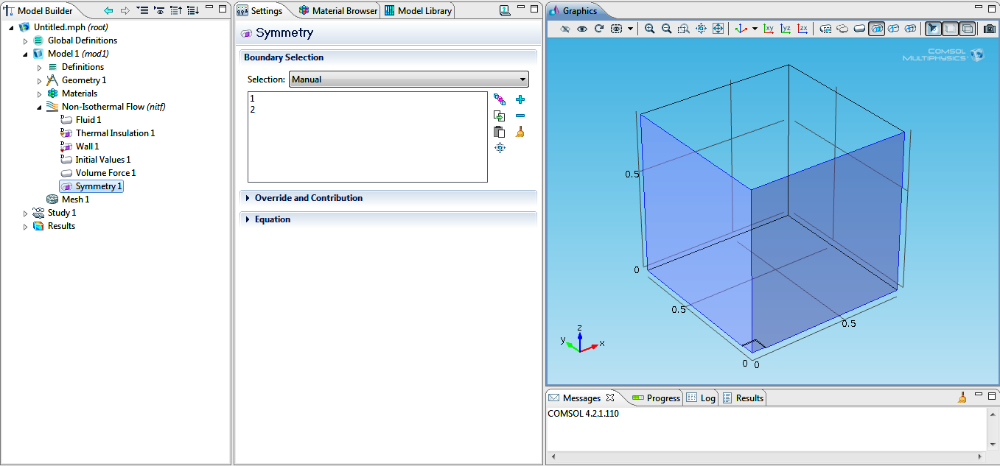 Model Builder
Untitled.mph (root)
Global Definitions
Model 1 (mod1)
Definitions
Geometry 1
Materials
Non-Isothermal Flow (nitf)
Fluid 1
Thermal Insulation 1
Wall 1
Initial Values 1
Volume Force 1
Symmetry 1
Mesh 1
Study 1
Results
Settings Material Browser Model Library
Symmetry
Boundary Selection
Selection: Manual
1
2
Override and Contribution
Equation
Graphics
xy yz zx
COMSOL
MULTIPHYSICS
0.5
0
0.5
0.5
0 0
z
y x
Messages Progress Log Results
COMSOL 4.2.1.110